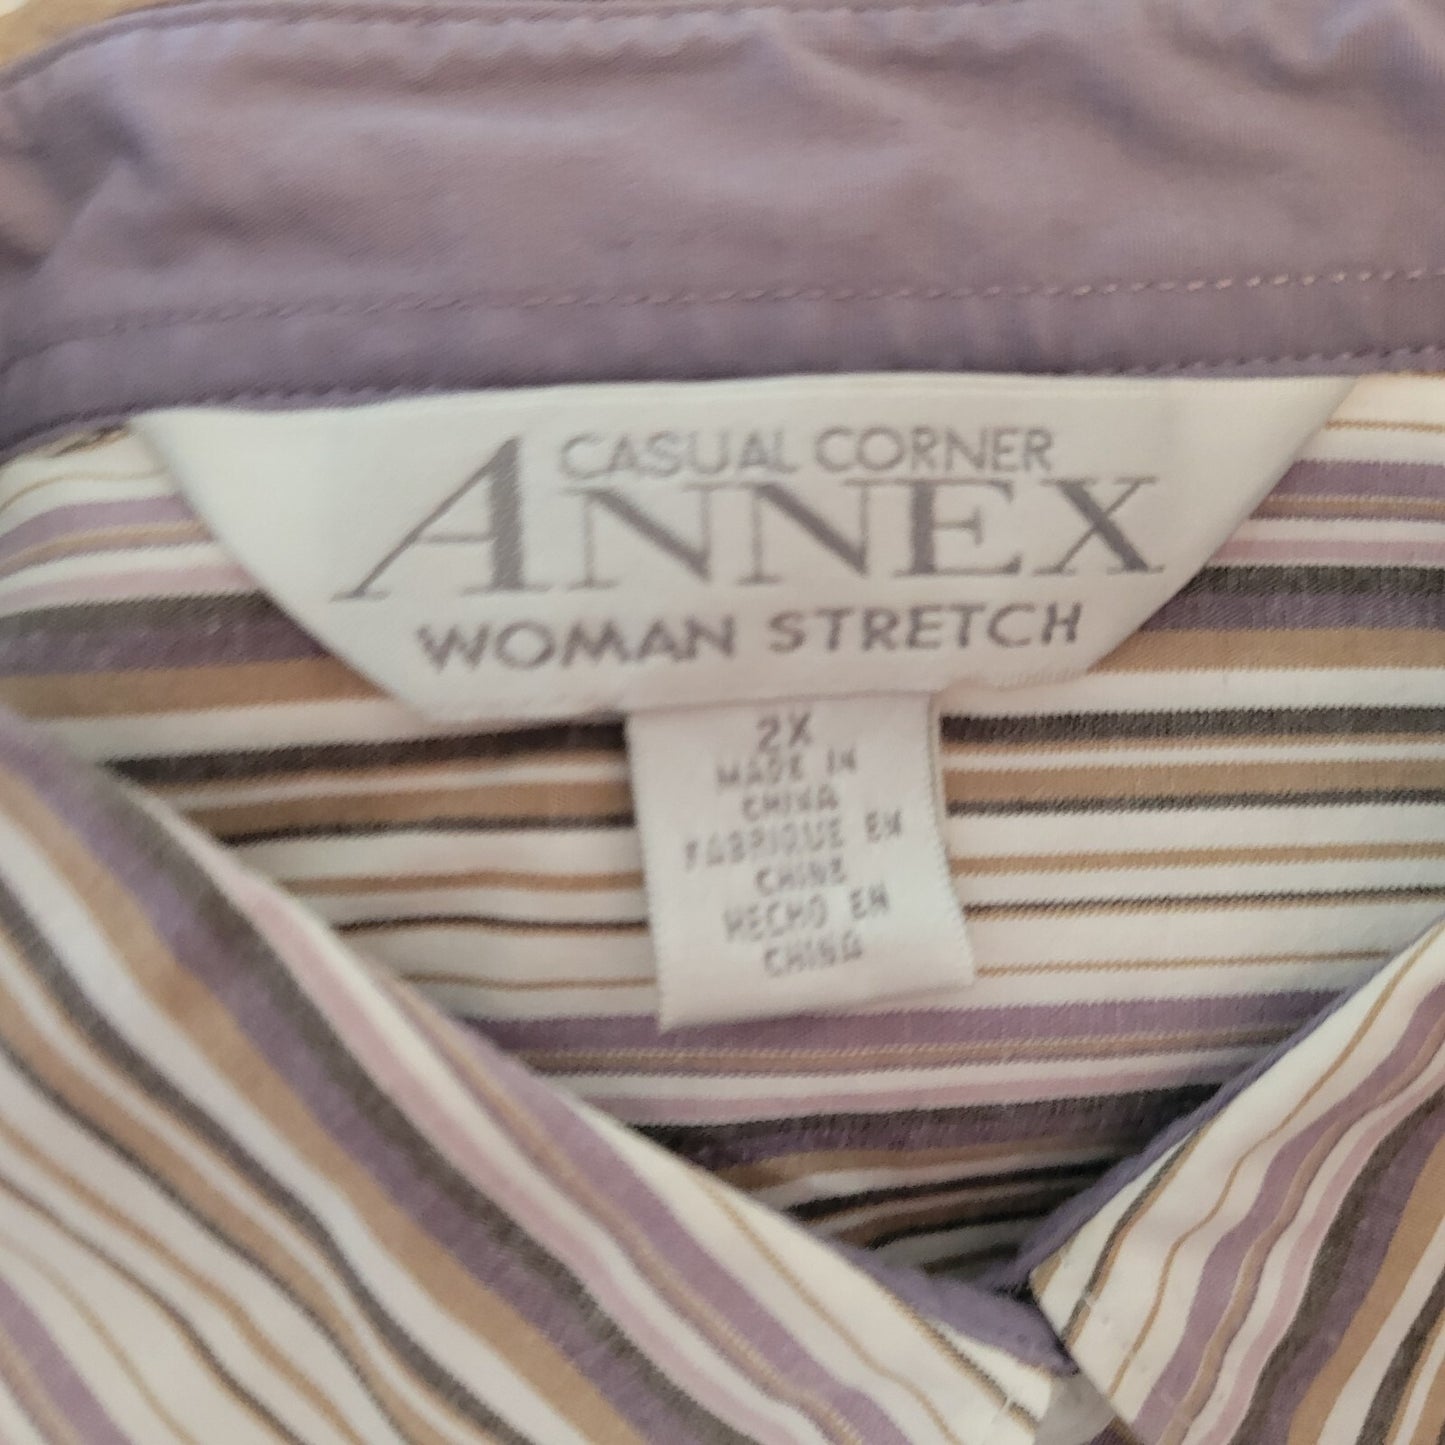 CASUAL CORNER
ANNEX
WOMAN STRETCH
2X
MADE IN
CHINA
FABRIQUE EN
CHINE
HECHO EN
CHINA